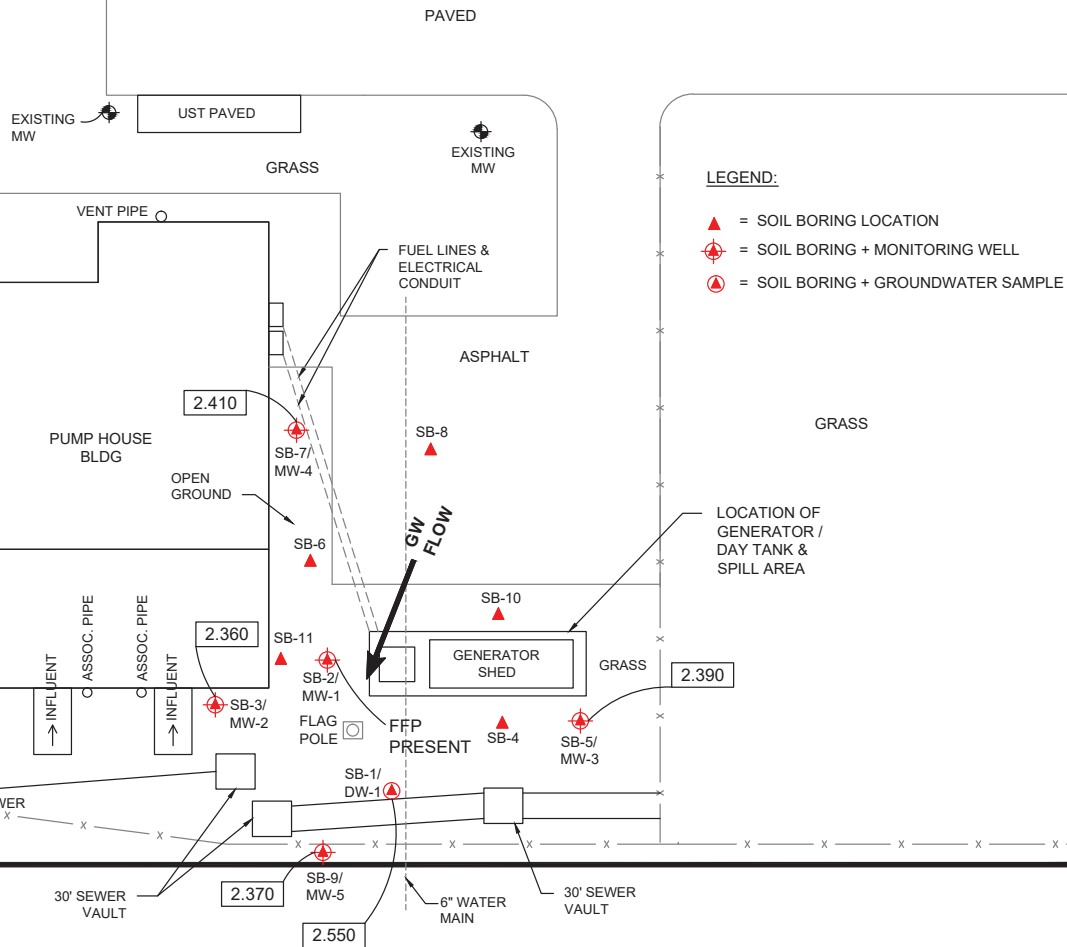 PAVED
EXISTING
MW
UST PAVED
EXISTING
MW
GRASS
LEGEND:
= SOIL BORING LOCATION
= SOIL BORING + MONITORING WELL
= SOIL BORING + GROUNDWATER SAMPLE
VENT PIPE
FUEL LINES &
ELECTRICAL
CONDUIT
ASPHALT
2.410
GRASS
PUMP HOUSE
BLDG
SB-7/
MW-4
SB-8
OPEN
GROUND
GW
FLOW
LOCATION OF
GENERATOR /
DAY TANK &
SPILL AREA
SB-6
SB-10
ASSOC. PIPE
ASSOC. PIPE
2.360
SB-11
GENERATOR
SHED
GRASS
2.390
INFLUENT
INFLUENT
SB-2/
MW-1
SB-3/
MW-2
FLAG
POLE
FFP
PRESENT
SB-4
SB-5/
MW-3
SB-1/
DW-1
WER
x x x x x x x x x x x
x x x x x x x x x
30' SEWER
VAULT
2.370
SB-9/
MW-5
2.550
6" WATER
MAIN
30' SEWER
VAULT